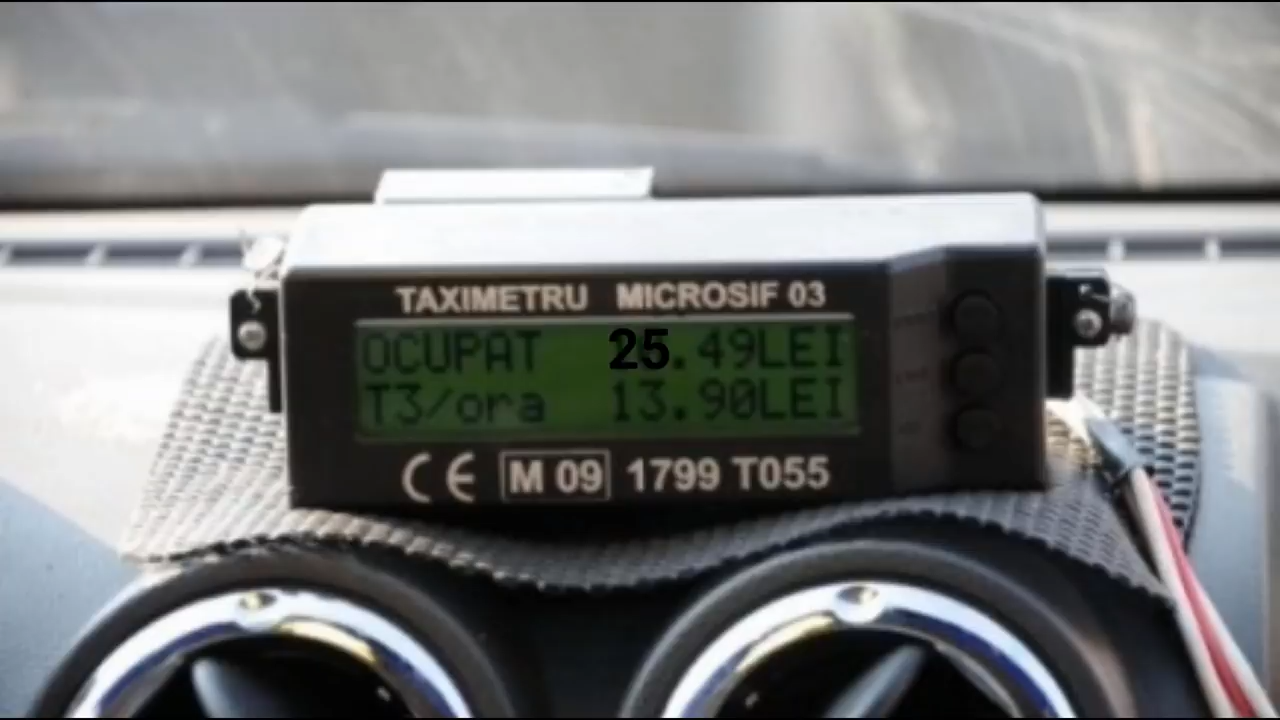 TAXIMETRU MICROSIF 03
OCUPAT 25.49LEI
T3/ora 13.90LEI
CE M 09 1799 T055